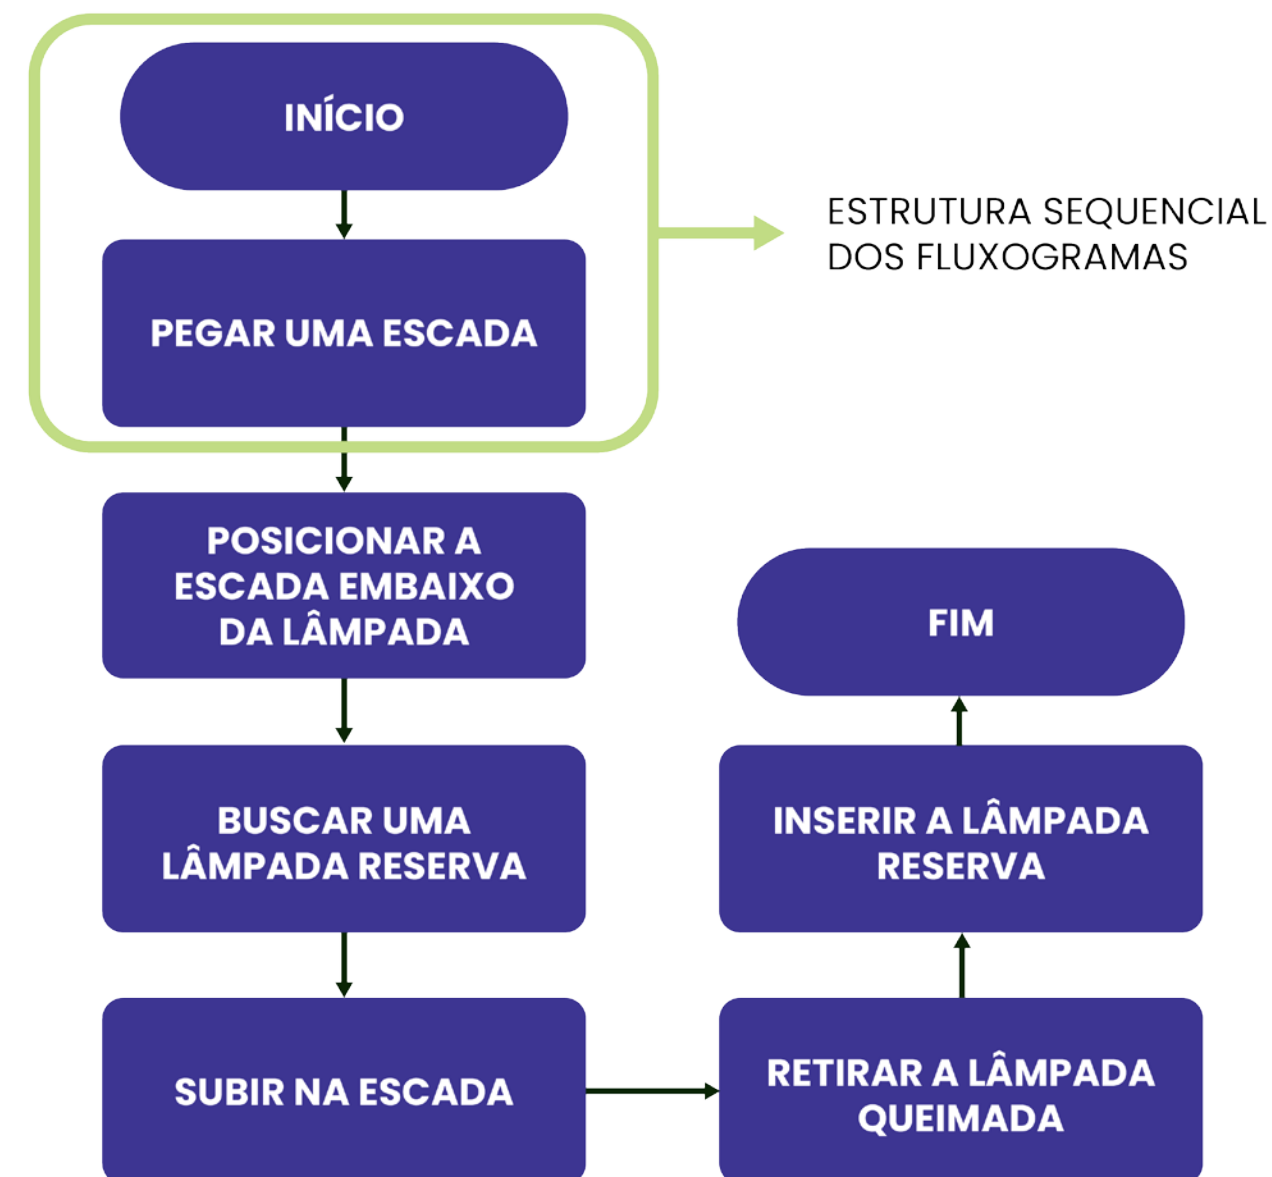 INÍCIO
PEGAR UMA ESCADA
ESTRUTURA SEQUENCIAL
DOS FLUXOGRAMAS
POSICIONAR A
ESCADA EMBAIXO
DA LÂMPADA
BUSCAR UMA
LÂMPADA RESERVA
SUBIR NA ESCADA
RETIRAR A LÂMPADA
QUEIMADA
INSERIR A LÂMPADA
RESERVA
FIM